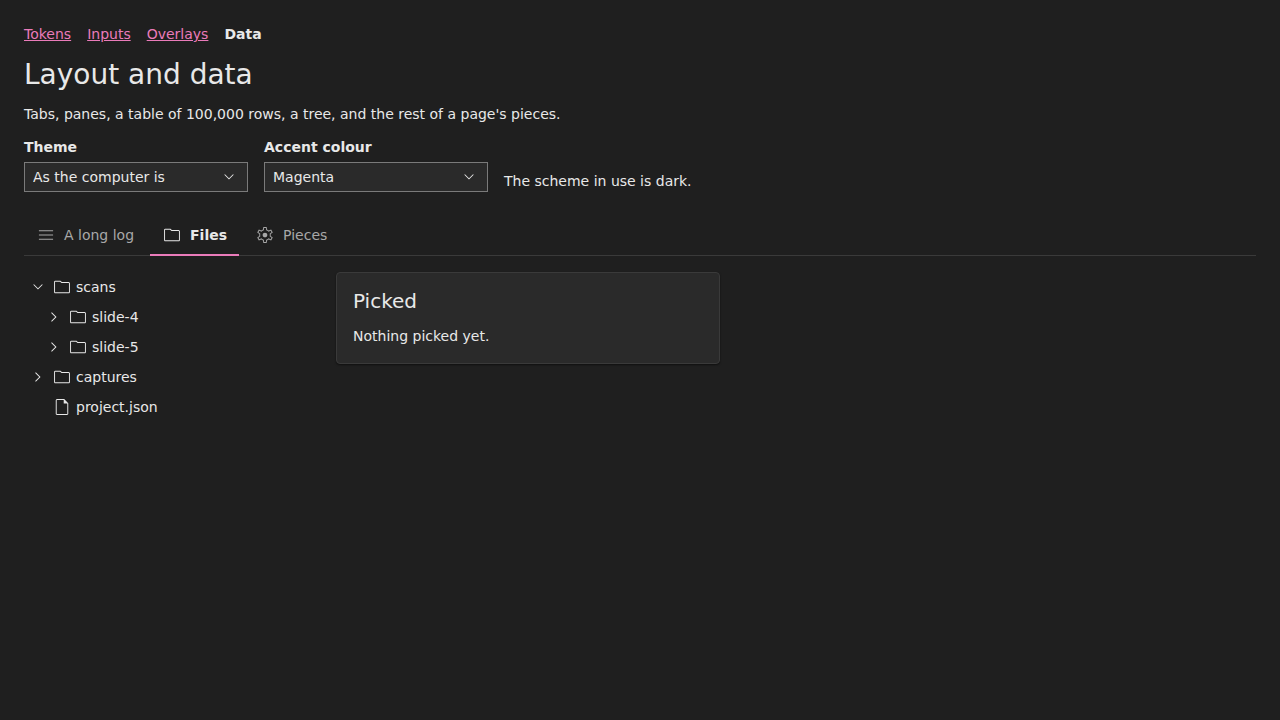 Tokens Inputs Overlays Data
Layout and data
Tabs, panes, a table of 100,000 rows, a tree, and the rest of a page's pieces.
Theme Accent colour
As the computer is Magenta The scheme in use is dark.
A long log Files Pieces
scans
slide-4
slide-5
captures
project.json
Picked
Nothing picked yet.